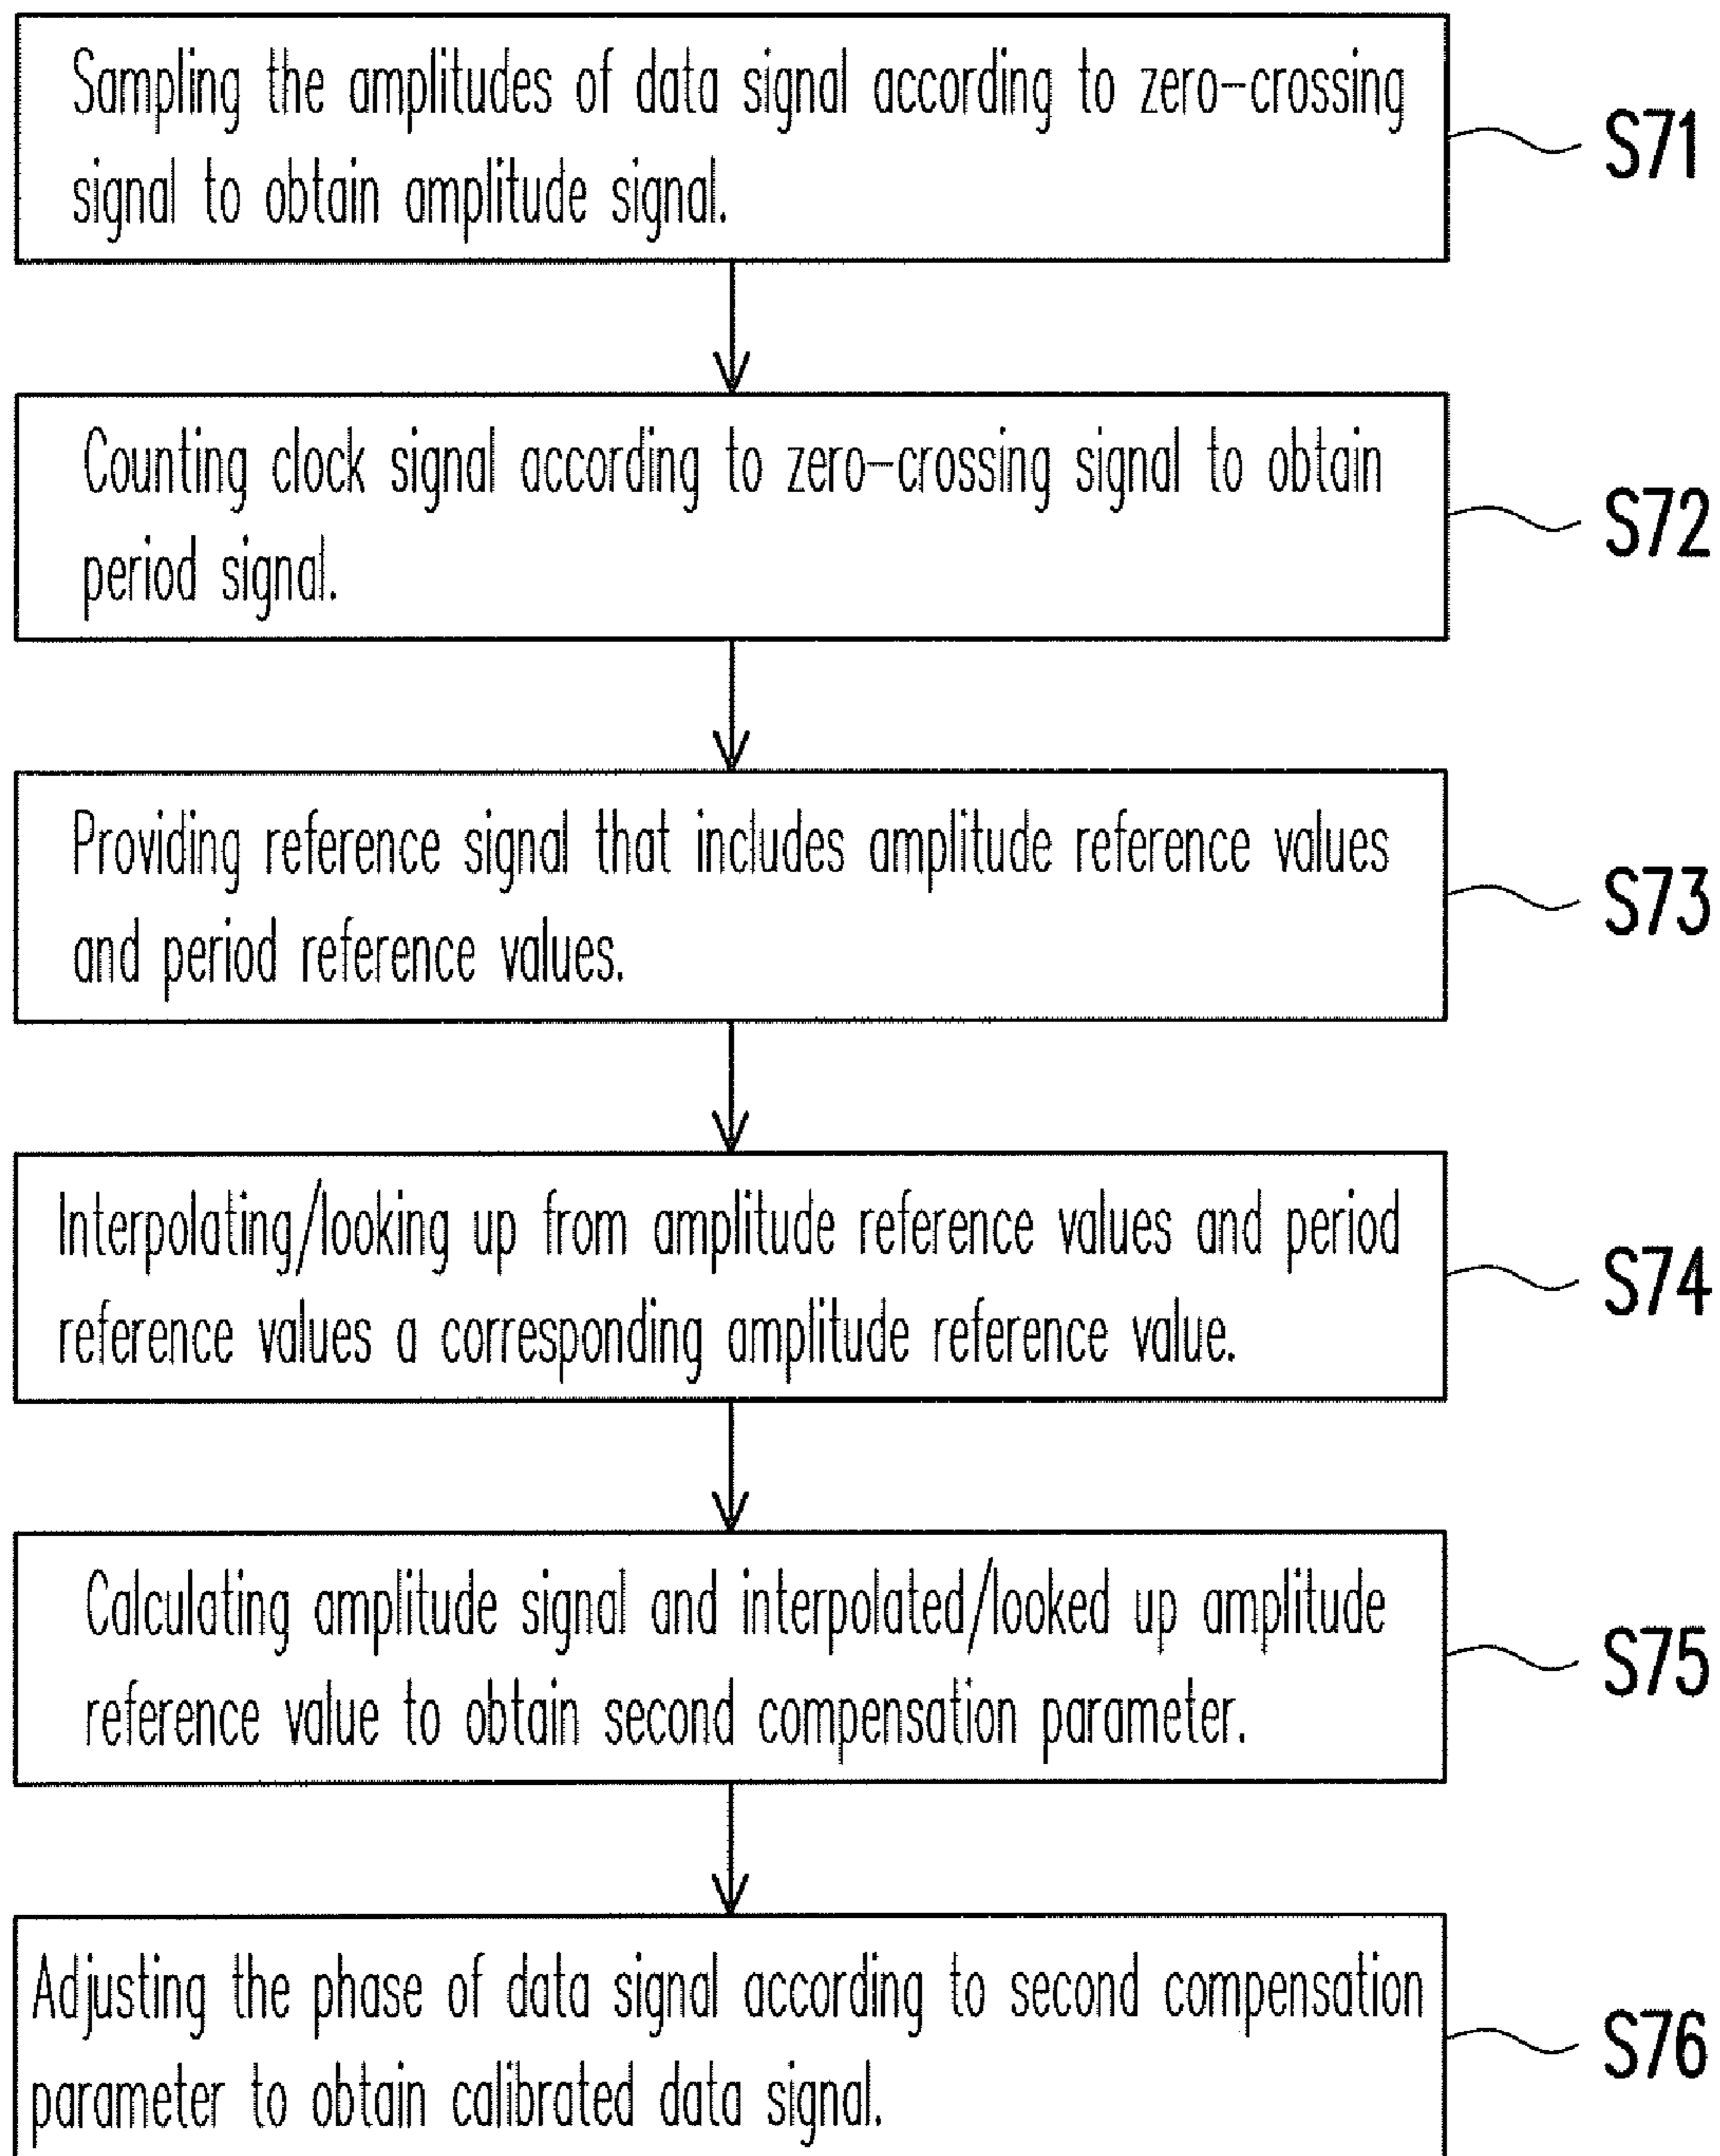 Sampling the amplitudes of data signal according to zero-crossing
signal to obtain amplitude signal.
S71
Counting clock signal according to zero-crossing signal to obtain
period signal.
S72
Providing reference signal that includes amplitude reference values
and period reference values.
S73
Interpolating/looking up from amplitude reference values and period
reference values a corresponding amplitude reference value.
S74
Calculating amplitude signal and interpolated/looked up amplitude
reference value to obtain second compensation parameter.
S75
Adjusting the phase of data signal according to second compensation
parameter to obtain calibrated data signal.
S76